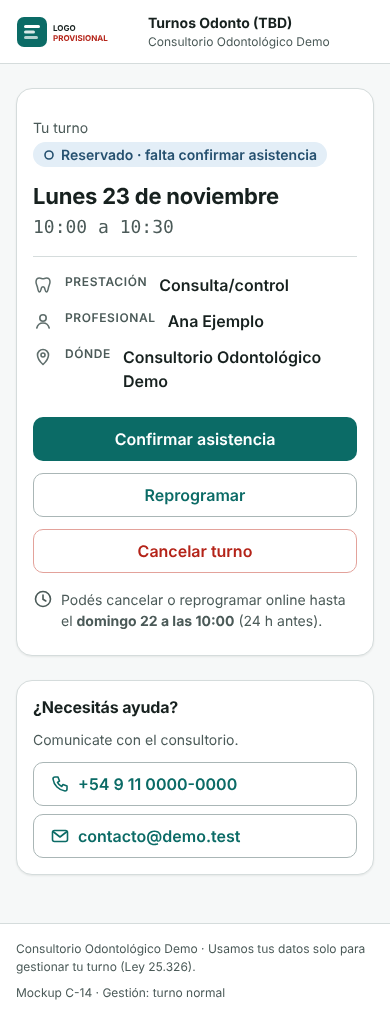 LOGO
PROVISIONAL
Turnos Odonto (TBD)
Consultorio Odontológico Demo
Tu turno
Reservado · falta confirmar asistencia
Lunes 23 de noviembre
10:00 a 10:30
PRESTACIÓN Consulta/control
PROFESIONAL Ana Ejemplo
DÓNDE Consultorio Odontológico
Demo
Confirmar asistencia
Reprogramar
Cancelar turno
Podés cancelar o reprogramar online hasta
el domingo 22 a las 10:00 (24 h antes).
¿Necesitás ayuda?
Comunicate con el consultorio.
+54 9 11 0000-0000
contacto@demo.test
Consultorio Odontológico Demo · Usamos tus datos solo para
gestionar tu turno (Ley 25.326).
Mockup C-14 · Gestión: turno normal